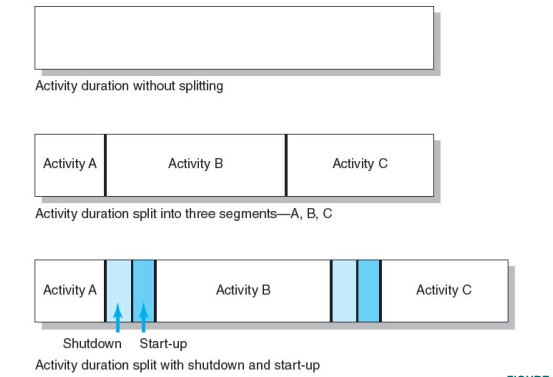 Activity duration without splitting
Activity A Activity B Activity C
Activity duration split into three segments—A, B, C
Activity A Activity B Activity C
Shutdown Start-up
Activity duration split with shutdown and start-up